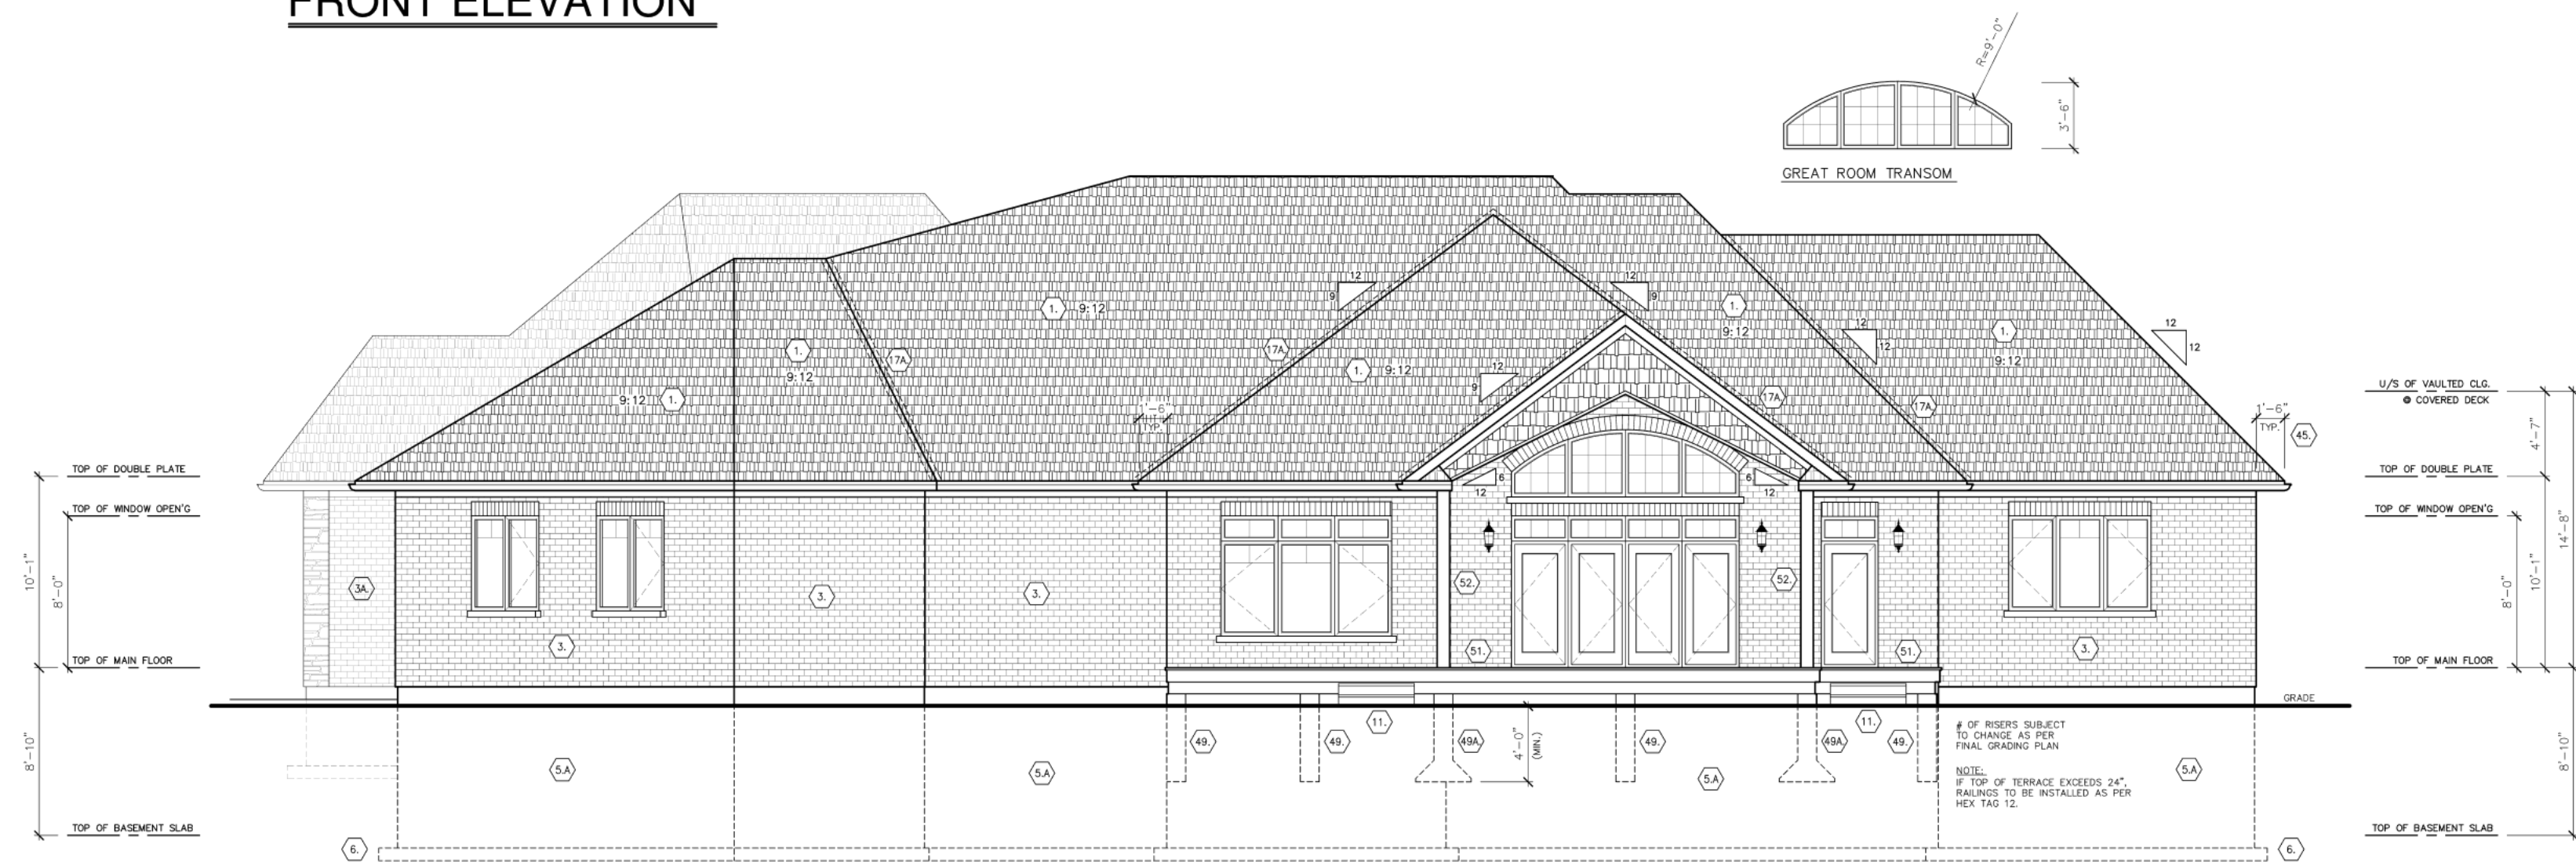 FRONT ELEVATION
R=9'-0"
3'-6"
GREAT ROOM TRANSOM
12
9
12
9
1.
9:12
1.
9:12
1.
9:12
12
12
12
12
1.
9:12
17A.
17A.
1.
9:12
12
9
9:12
1.
17A.
17A.
1'-6"
TYP.
1'-6"
TYP.
45.
U/S OF VAULTED CLG.
@ COVERED DECK
4'-7"
TOP OF DOUBLE PLATE
TOP OF DOUBLE PLATE
6
12
6
12
TOP OF WINDOW OPEN'G
TOP OF WINDOW OPEN'G
10'-1"
8'-0"
14'-8"
10'-1"
8'-0"
3A.
3.
3.
52.
52.
3.
51.
51.
3.
TOP OF MAIN FLOOR
TOP OF MAIN FLOOR
GRADE
11.
11.
49.
49.
49A.
4'-0"
(MIN.)
49.
49A.
49.
# OF RISERS SUBJECT
TO CHANGE AS PER
FINAL GRADING PLAN
NOTE:
IF TOP OF TERRACE EXCEEDS 24",
RAILINGS TO BE INSTALLED AS PER
HEX TAG 12.
8'-10"
8'-10"
5.A
5.A
5.A
5.A
TOP OF BASEMENT SLAB
TOP OF BASEMENT SLAB
6.
6.